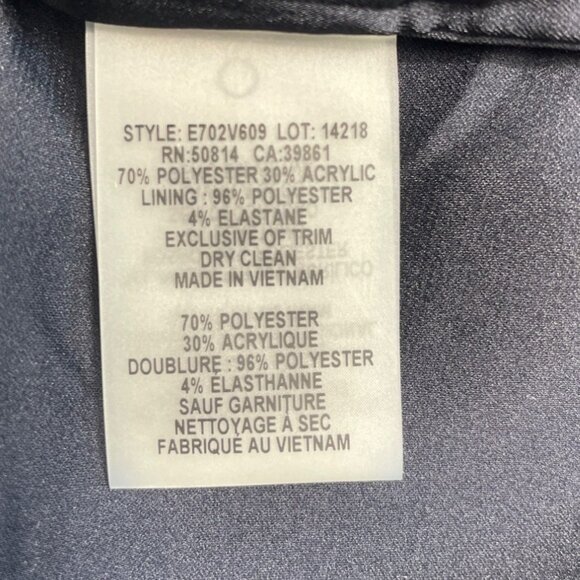 STYLE: E702V609 LOT: 14218
RN:50814 CA:39861
70% POLYESTER 30% ACRYLIC
LINING : 96% POLYESTER
4% ELASTANE
EXCLUSIVE OF TRIM
DRY CLEAN
MADE IN VIETNAM
70% POLYESTER
30% ACRYLIQUE
DOUBLURE : 96% POLYESTER
4% ÉLASTHANNE
SAUF GARNITURE
NETTOYAGE À SEC
FABRIQUÉ AU VIETNAM